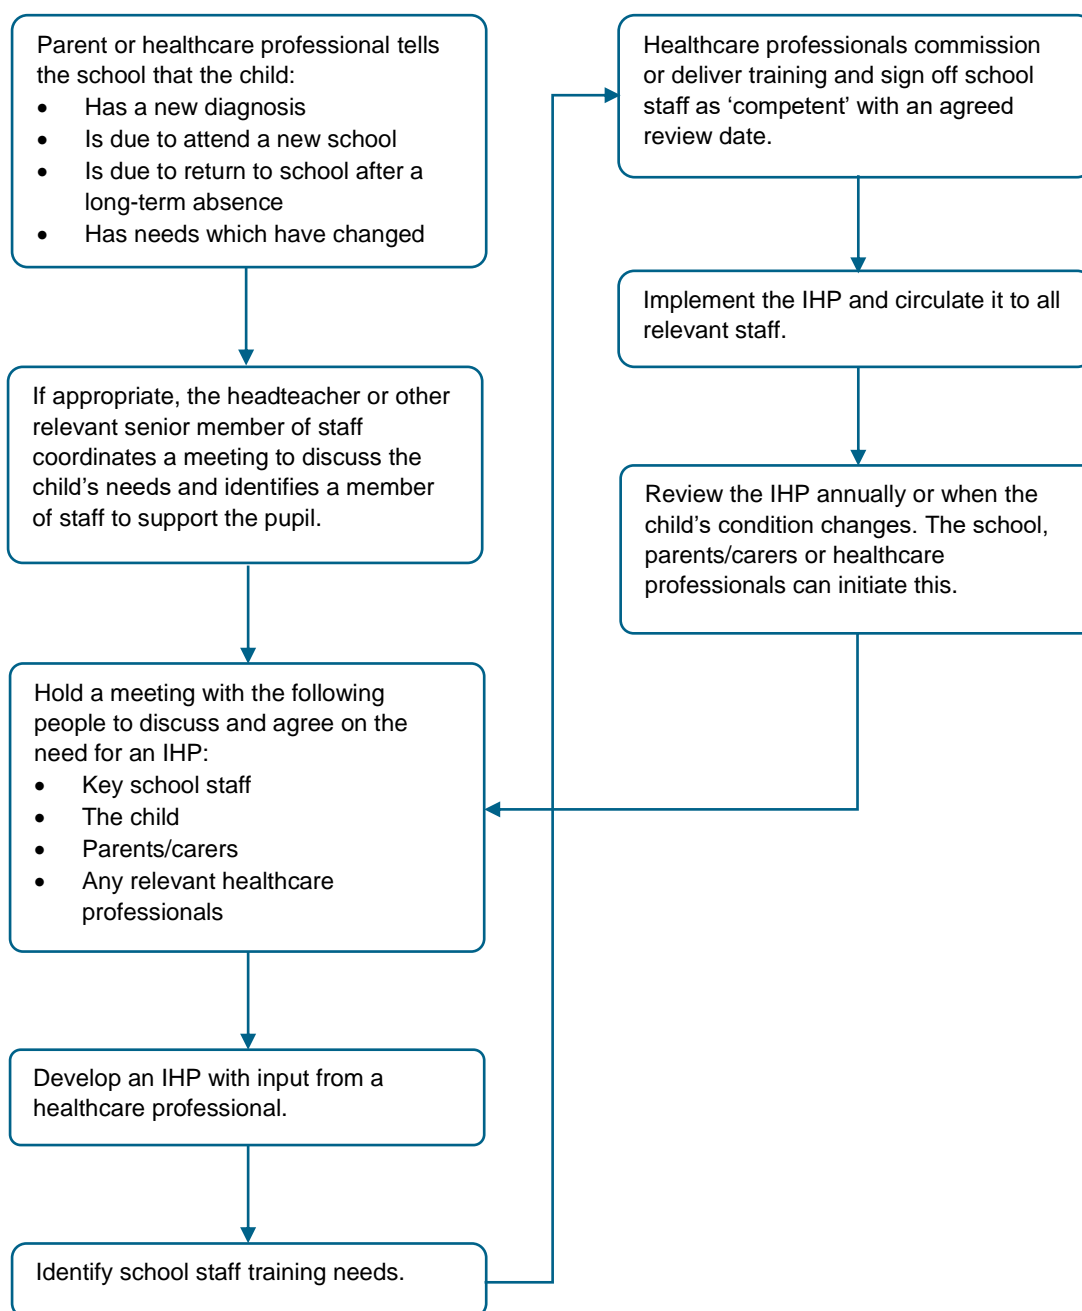 Parent or healthcare professional tells
the school that the child:
• Has a new diagnosis
• Is due to attend a new school
• Is due to return to school after a
long-term absence
• Has needs which have changed
If appropriate, the headteacher or other
relevant senior member of staff
coordinates a meeting to discuss the
child’s needs and identifies a member
of staff to support the pupil.
Hold a meeting with the following
people to discuss and agree on the
need for an IHP:
• Key school staff
• The child
• Parents/carers
• Any relevant healthcare
professionals
Develop an IHP with input from a
healthcare professional.
Identify school staff training needs.
Healthcare professionals commission
or deliver training and sign off school
staff as ‘competent’ with an agreed
review date.
Implement the IHP and circulate it to all
relevant staff.
Review the IHP annually or when the
child’s condition changes. The school,
parents/carers or healthcare
professionals can initiate this.